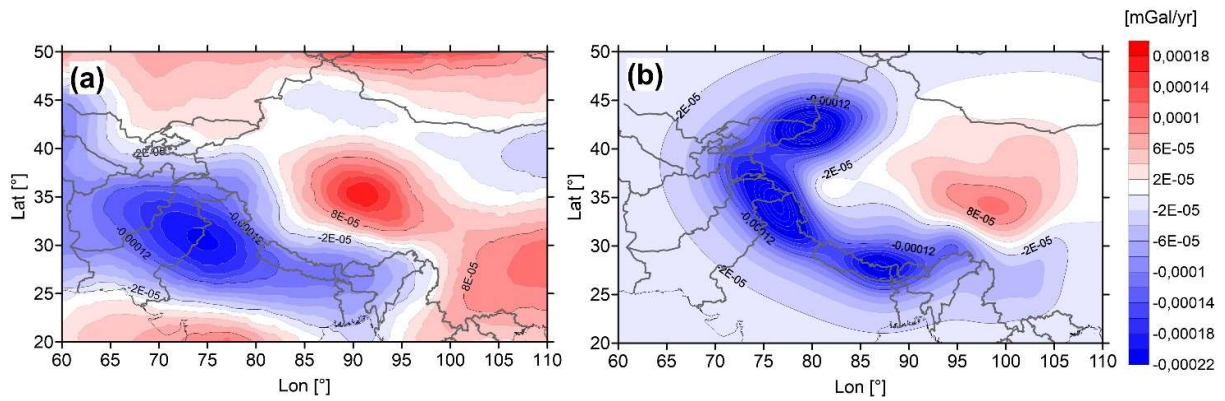 [mGal/yr]
(a)
50
45
40
35
30
25
20
Lat [°]
60 65 70 75 80 85 90 95 100 105 110
Lon [°]
-2E-05
-0,00012
-0,00012
-2E-05
-2E-05
8E-05
8E-05
(b)
50
45
40
35
30
25
20
Lat [°]
60 65 70 75 80 85 90 95 100 105 110
Lon [°]
-2E-05
-0,00012
-2E-05
-2E-05
-0,00012
-0,00012
8E-05
-2E-05
-2E-05
0,00018
0,00014
0,0001
6E-05
2E-05
-2E-05
-6E-05
-0,0001
-0,00014
-0,00018
-0,00022